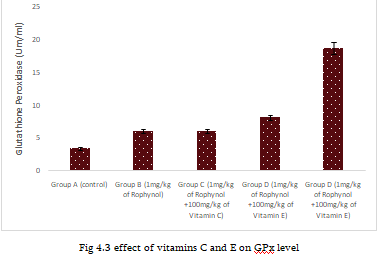 25
20
15
10
5
0
Glutathione Peroxidase (Um/ml)
Group A (control)
Group B (1mg/kg
of Rophynol)
Group C (1mg/kg
of Rophynol
+100mg/kg of
Vitamin C)
Group D (1mg/kg
of Rophynol
+100mg/kg of
Vitamin E)
Group D (1mg/kg
of Rophynol
+100mg/kg of
Vitamin E)
Fig 4.3 effect of vitamins C and E on GPx level